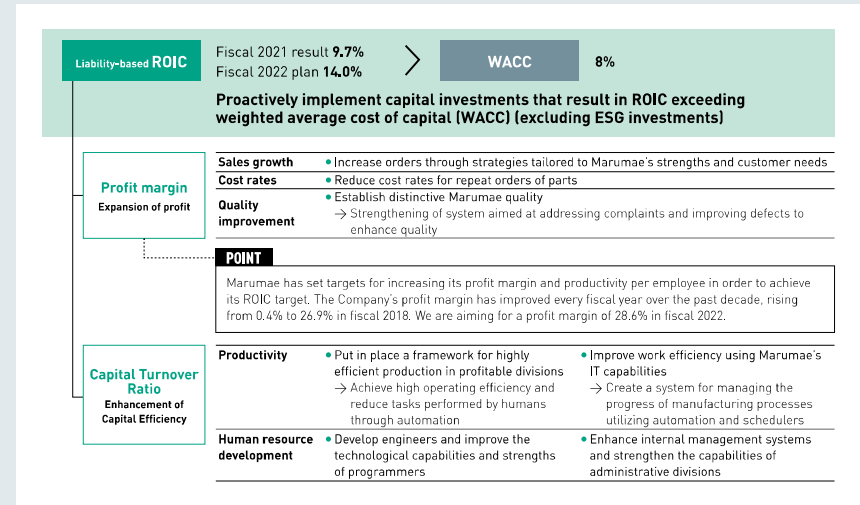 Liability-based ROIC
Fiscal 2021 result 9.7%
Fiscal 2022 plan 14.0%
WACC
8%
Proactively implement capital investments that result in ROIC exceeding
weighted average cost of capital (WACC) (excluding ESG investments)
Profit margin
Expansion of profit
Sales growth
• Increase orders through strategies tailored to Marumae's strengths and customer needs
Cost rates
• Reduce cost rates for repeat orders of parts
Quality
improvement
• Establish distinctive Marumae quality
→ Strengthening of system aimed at addressing complaints and improving defects to
enhance quality
POINT
Marumae has set targets for increasing its profit margin and productivity per employee in order to achieve
its ROIC target. The Company's profit margin has improved every fiscal year over the past decade, rising
from 0.4% to 26.9% in fiscal 2018. We are aiming for a profit margin of 28.6% in fiscal 2022.
Capital Turnover
Ratio
Enhancement of
Capital Efficiency
Productivity
• Put in place a framework for highly
efficient production in profitable divisions
→ Achieve high operating efficiency and
reduce tasks performed by humans
through automation
• Improve work efficiency using Marumae's
IT capabilities
→ Create a system for managing the
progress of manufacturing processes
utilizing automation and schedulers
Human resource
development
• Develop engineers and improve the
technological capabilities and strengths
of programmers
• Enhance internal management systems
and strengthen the capabilities of
administrative divisions